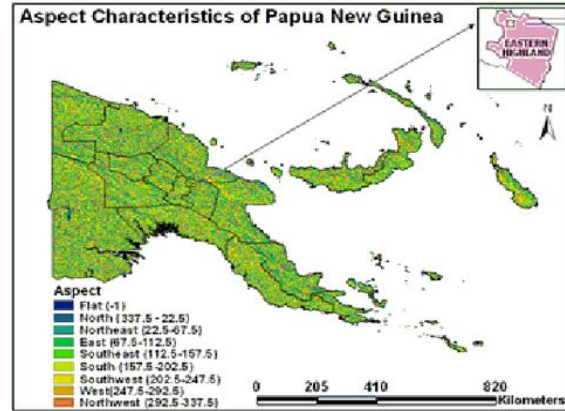 Aspect Characteristics of Papua New Guinea
EASTERN
HIGHLAND
N
Aspect
Flat (-1)
North (337.5 - 22.5)
Northeast (22.5-67.5)
East (67.5-112.5)
Southeast (112.5-157.5)
South (157.5-202.5)
Southwest (202.5-247.5)
West(247.5-292.5)
Northwest (292.5-337.5)
0 205 410 820
Kilometers